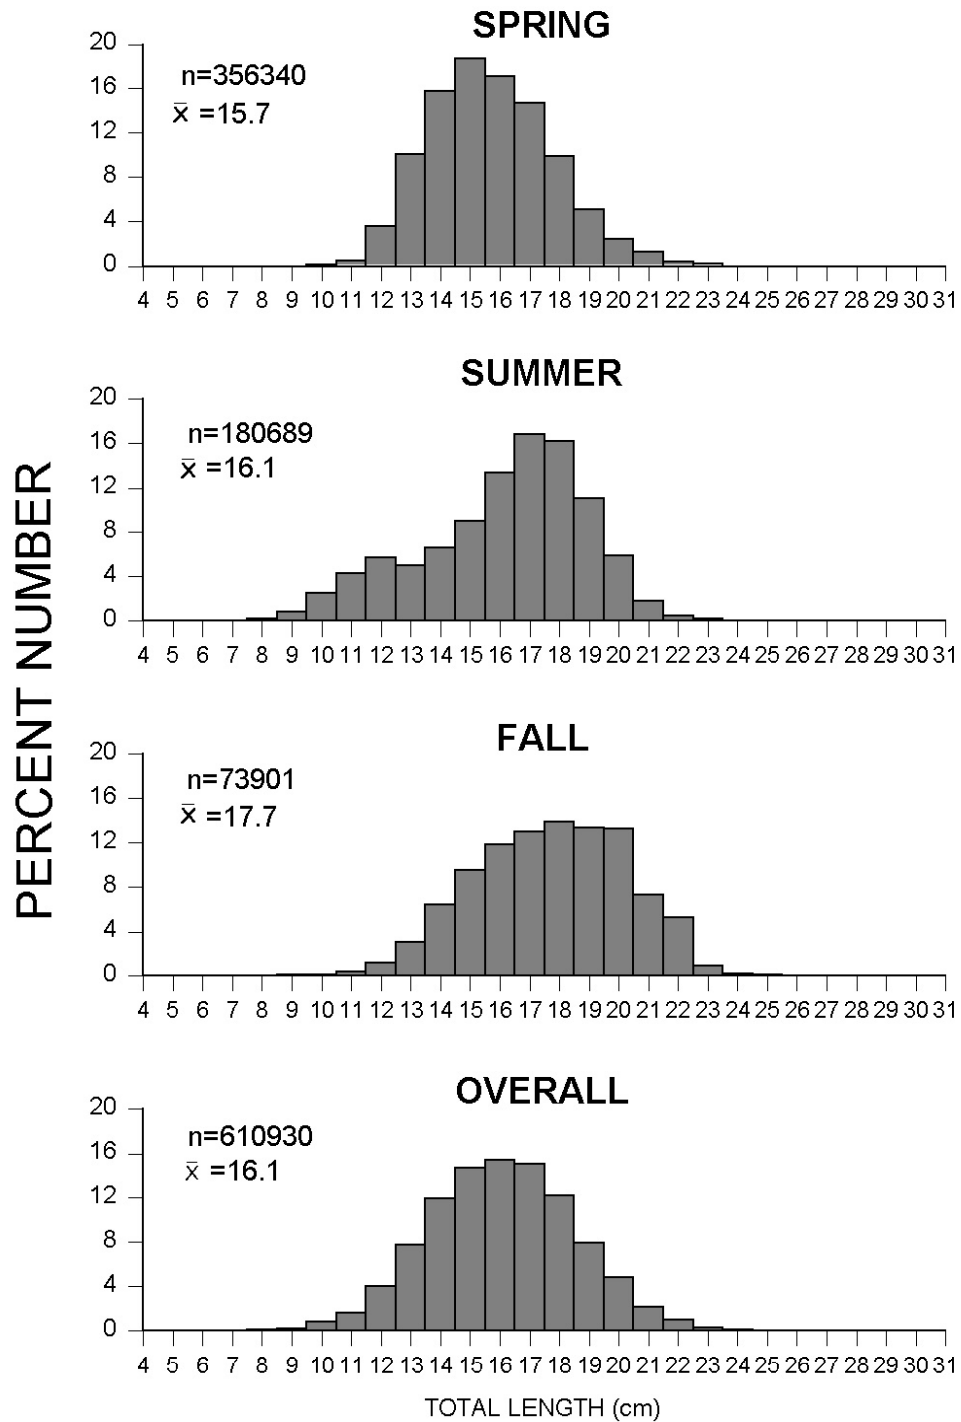 SPRING
n=356340
x̄ =15.7
20
16
12
8
4
0
4 5 6 7 8 9 10 11 12 13 14 15 16 17 18 19 20 21 22 23 24 25 26 27 28 29 30 31
SUMMER
n=180689
x̄ =16.1
20
16
12
8
4
0
4 5 6 7 8 9 10 11 12 13 14 15 16 17 18 19 20 21 22 23 24 25 26 27 28 29 30 31
PERCENT NUMBER
FALL
n=73901
x̄ =17.7
20
16
12
8
4
0
4 5 6 7 8 9 10 11 12 13 14 15 16 17 18 19 20 21 22 23 24 25 26 27 28 29 30 31
OVERALL
n=610930
x̄ =16.1
20
16
12
8
4
0
4 5 6 7 8 9 10 11 12 13 14 15 16 17 18 19 20 21 22 23 24 25 26 27 28 29 30 31
TOTAL LENGTH (cm)